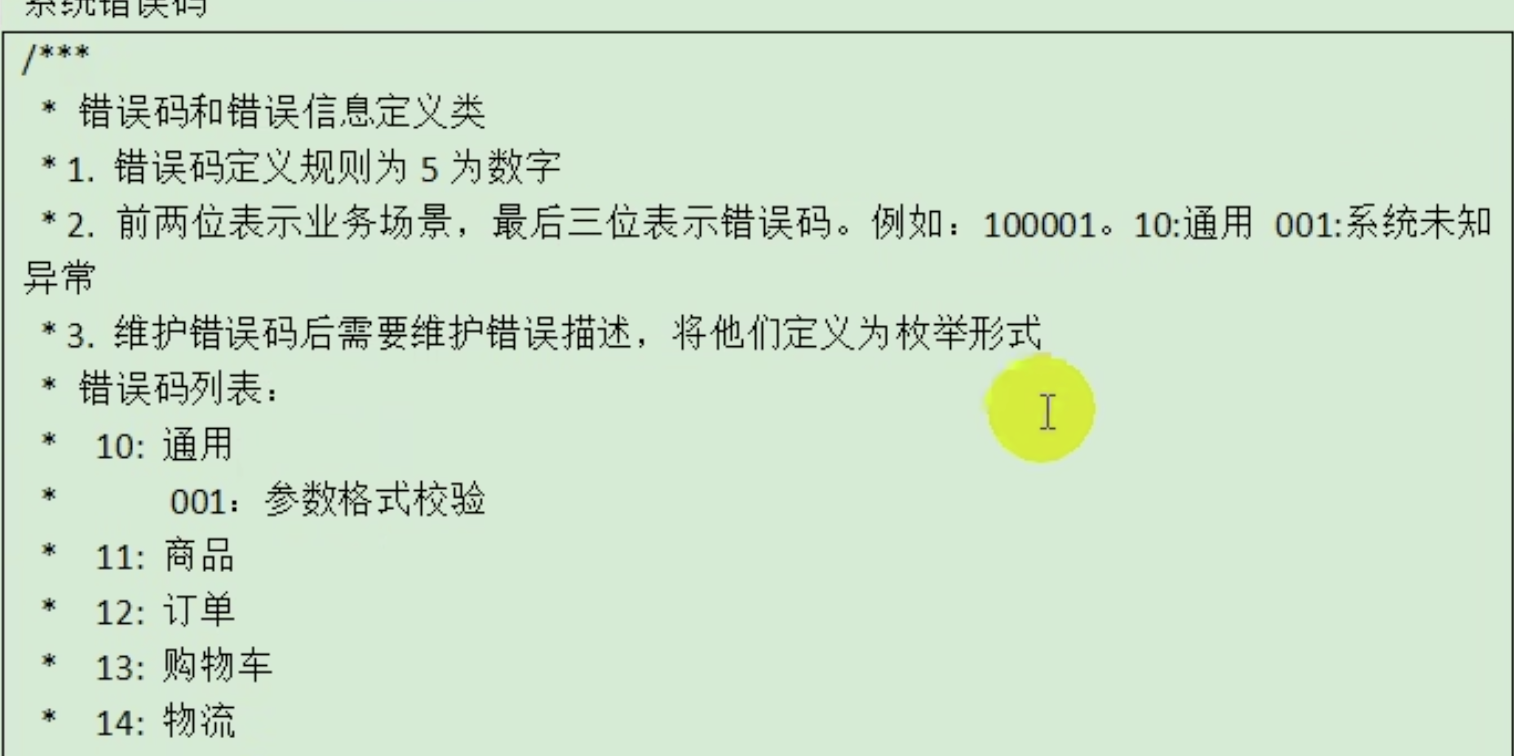 系统错误码
/***
* 错误码和错误信息定义类
* 1. 错误码定义规则为 5 为数字
* 2. 前两位表示业务场景，最后三位表示错误码。例如：100001。10:通用 001:系统未知
异常
* 3. 维护错误码后需要维护错误描述，将他们定义为枚举形式
* 错误码列表：
* 10: 通用
* 001：参数格式校验
* 11: 商品
* 12: 订单
* 13: 购物车
* 14: 物流